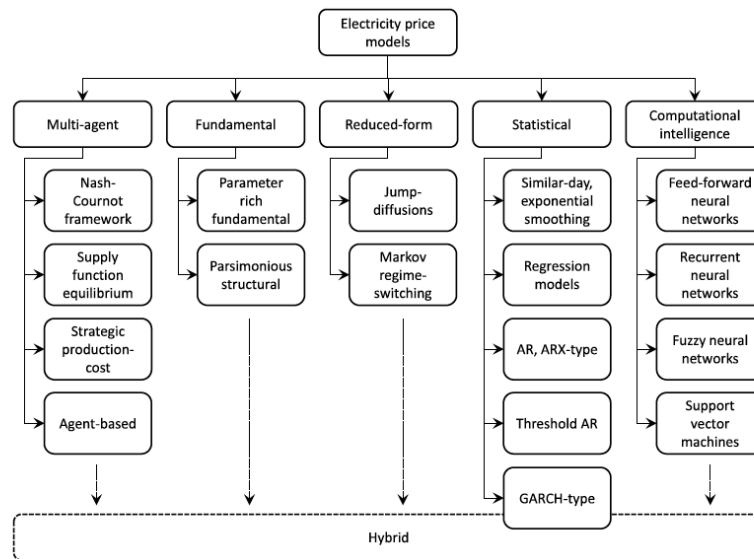 Electricity price
models
Multi-agent
Fundamental
Reduced-form
Statistical
Computational
intelligence
Nash-
Cournot
framework
Supply
function
equilibrium
Strategic
production-
cost
Agent-based
Parameter
rich
fundamental
Parsimonious
structural
Jump-
diffusions
Markov
regime-
switching
Similar-day,
exponential
smoothing
Regression
models
AR, ARX-type
Threshold AR
GARCH-type
Feed-forward
neural
networks
Recurrent
neural
networks
Fuzzy neural
networks
Support
vector
machines
Hybrid